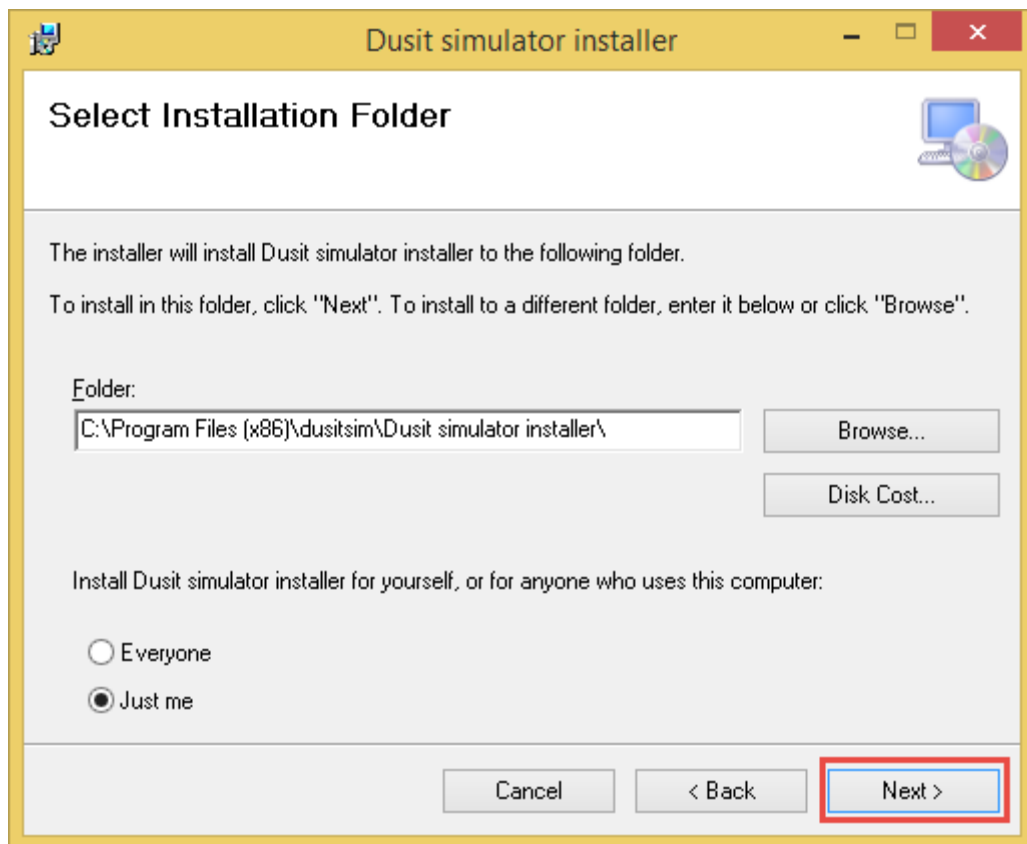 Dusit simulator installer
Select Installation Folder
The installer will install Dusit simulator installer to the following folder.
To install in this folder, click "Next". To install to a different folder, enter it below or click "Browse".
Folder:
C:\Program Files (x86)\dusitsim\Dusit simulator installer\
Browse...
Disk Cost...
Install Dusit simulator installer for yourself, or for anyone who uses this computer:
Everyone
Just me
Cancel
< Back
Next >